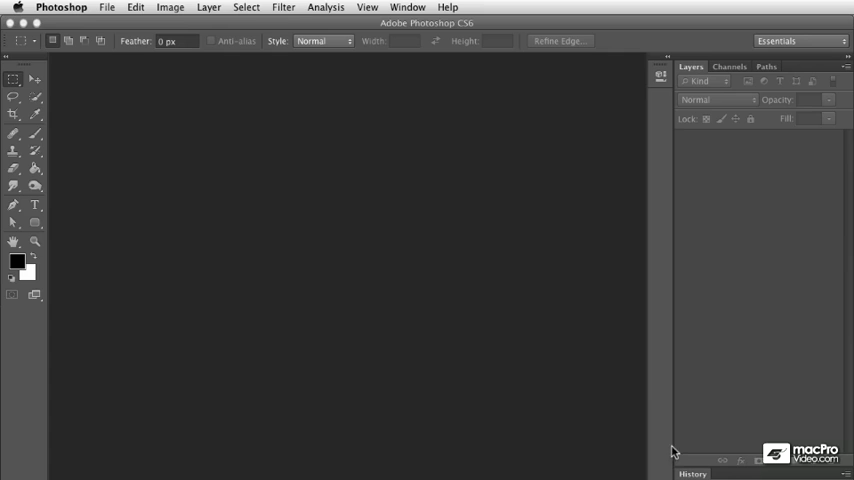 Photoshop File Edit Image Layer Select Filter Analysis View Window Help
Adobe Photoshop CS6
Feather: 0 px Anti-alias Style: Normal Width: Height: Refine Edge... Essentials
Layers Channels Paths
Kind
Normal Opacity:
Lock: Fill:
macPro
Video.com
History